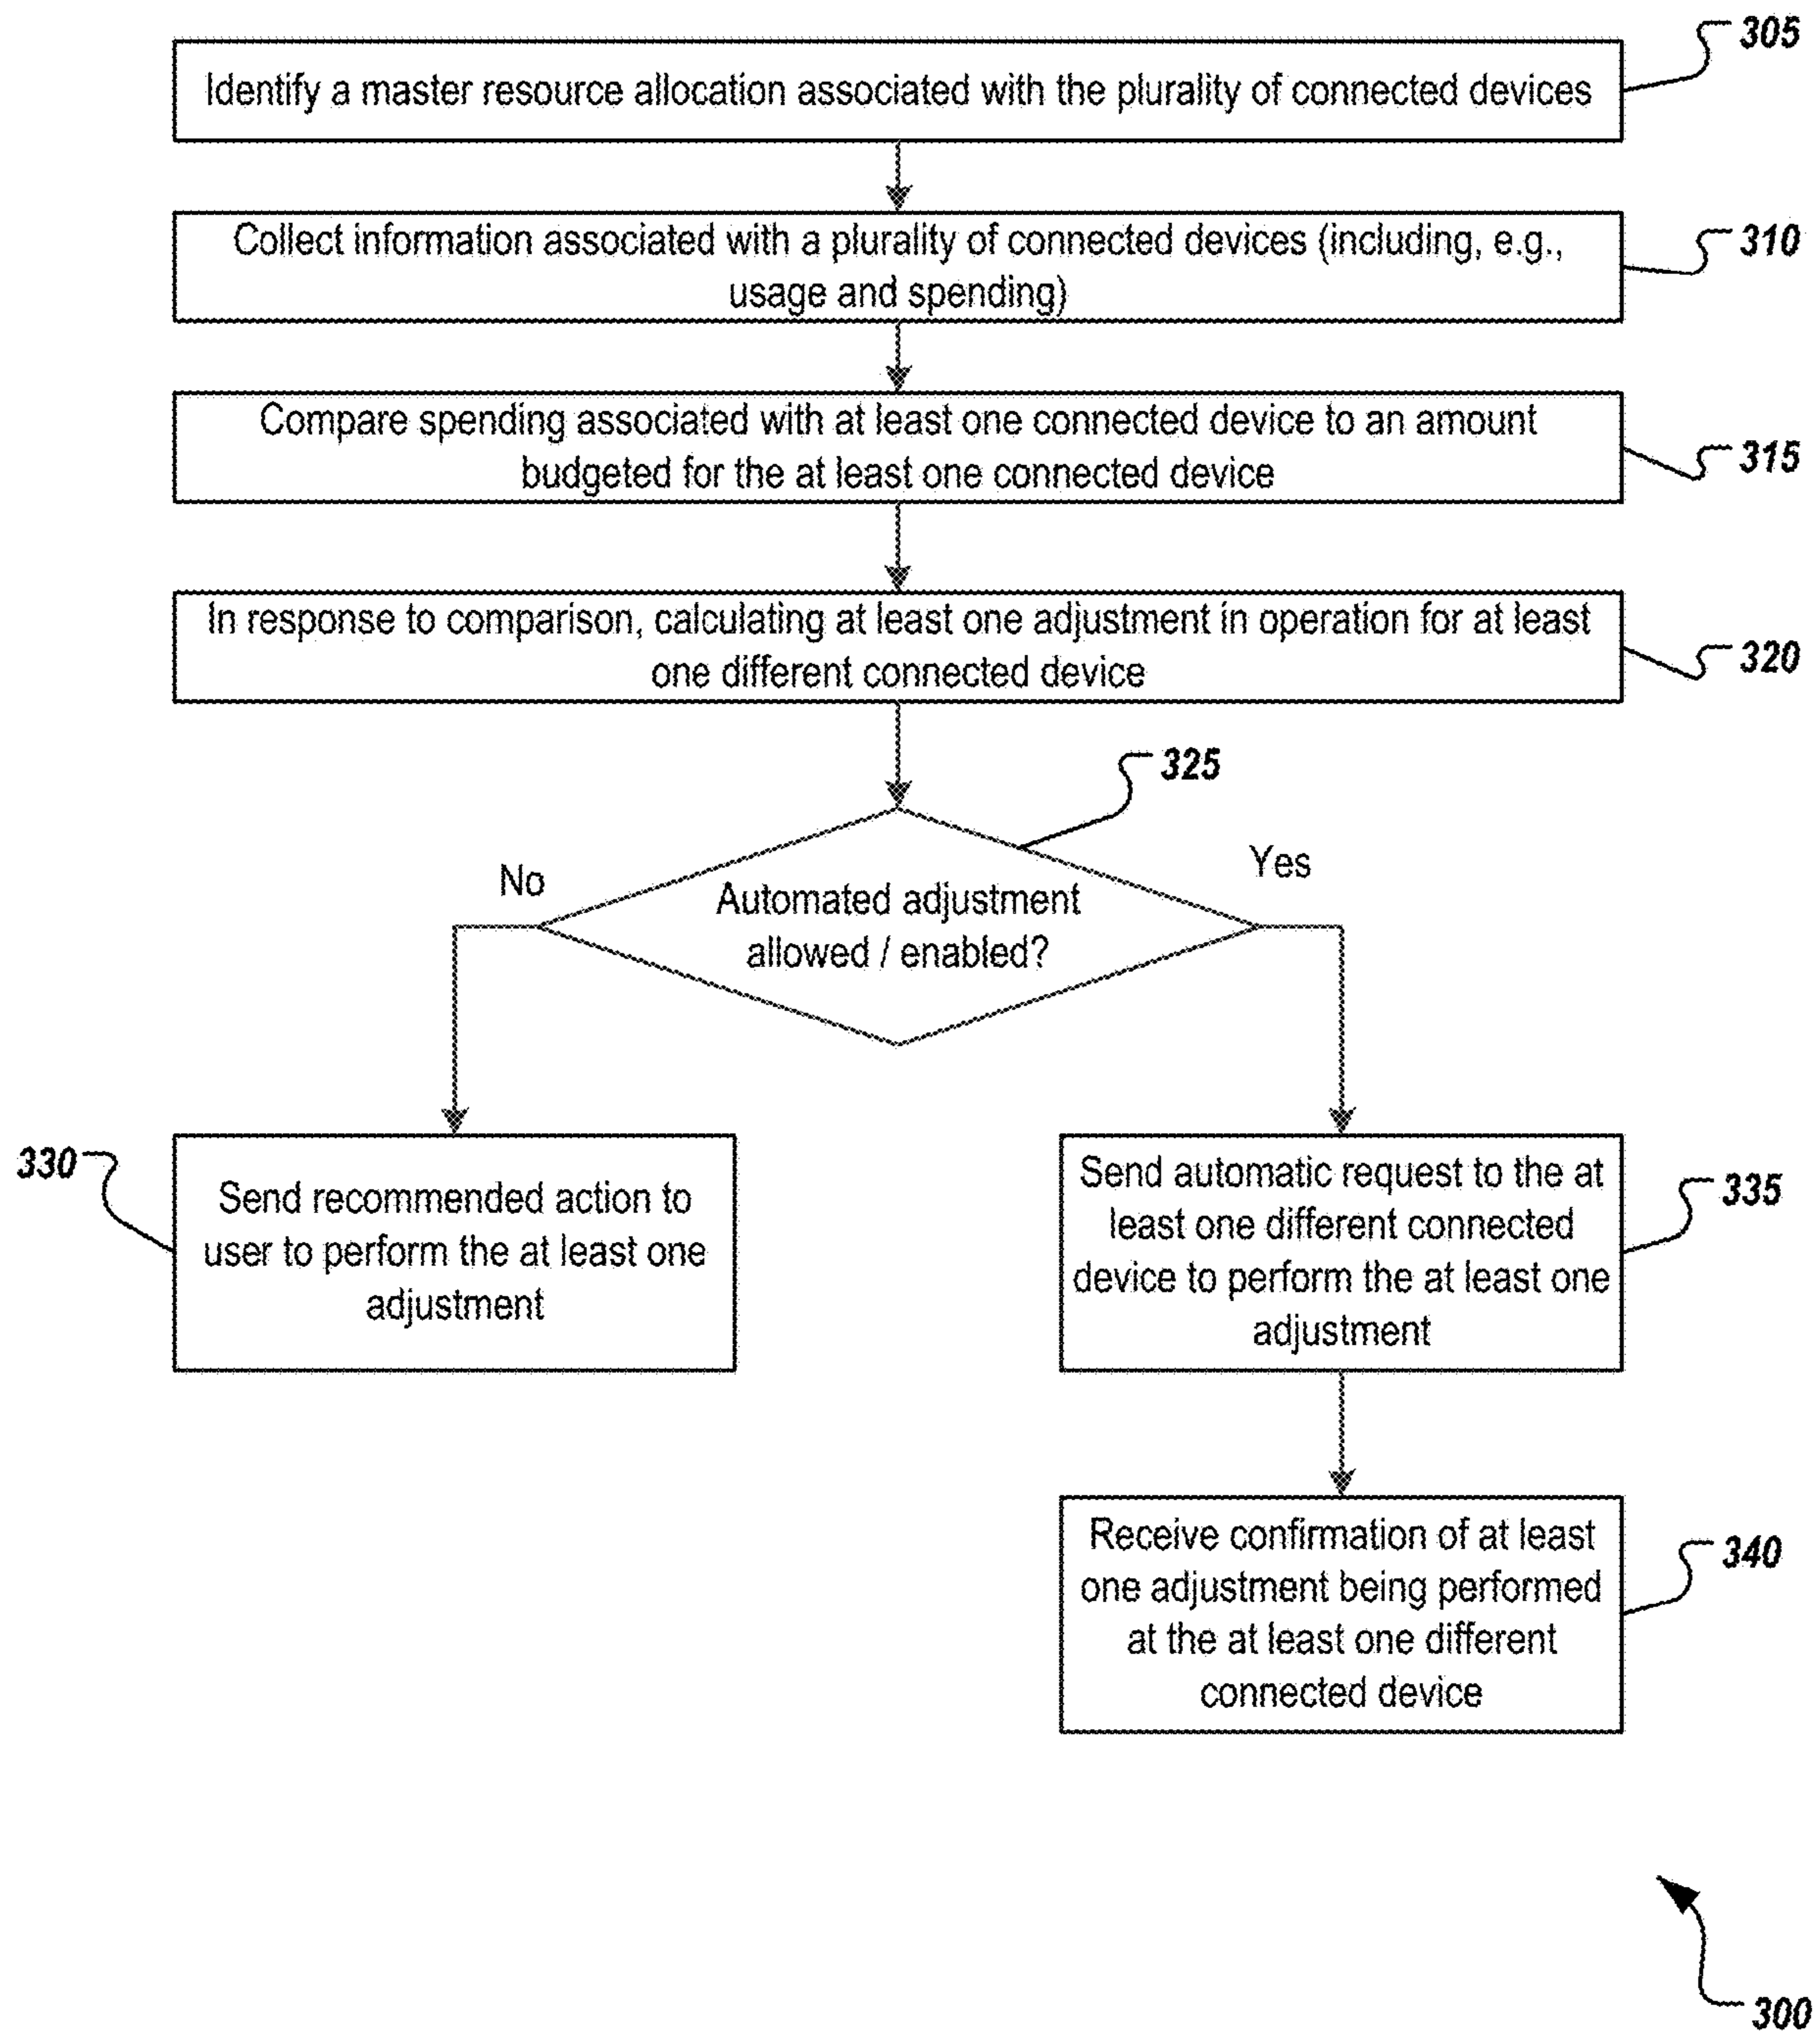 305
Identify a master resource allocation associated with the plurality of connected devices
310
Collect information associated with a plurality of connected devices (including, e.g.,
usage and spending)
315
Compare spending associated with at least one connected device to an amount
budgeted for the at least one connected device
320
In response to comparison, calculating at least one adjustment in operation for at least
one different connected device
325
No
Yes
Automated adjustment
allowed / enabled?
330
Send recommended action to
user to perform the at least one
adjustment
335
Send automatic request to the at
least one different connected
device to perform the at least one
adjustment
340
Receive confirmation of at least
one adjustment being performed
at the at least one different
connected device
300